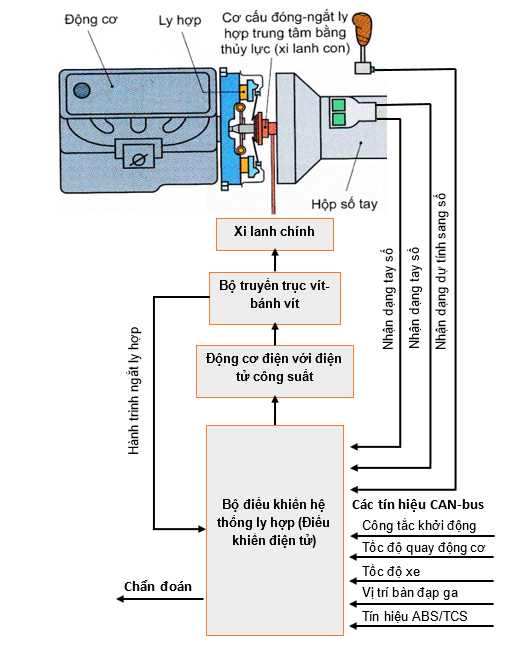 Động cơ
Ly hợp
Cơ cấu đóng-ngắt ly
hợp trung tâm bằng
thủy lực (xi lanh con)
Hộp số tay
Xi lanh chính
Bộ truyển trục vít-
bánh vít
Động cơ điện với điện
tử công suất
Hành trình ngắt ly hợp
Nhận dạng tay số
Nhận dạng tay số
Nhận dạng dự tính sang số
Bộ điều khiển hệ
thống ly hợp (Điều
khiển điện tử)
Các tín hiệu CAN-bus
Công tắc khởi động
Tốc độ quay động cơ
Tốc độ xe
Vị trí bàn đạp ga
Tín hiệu ABS/TCS
Chẩn đoán